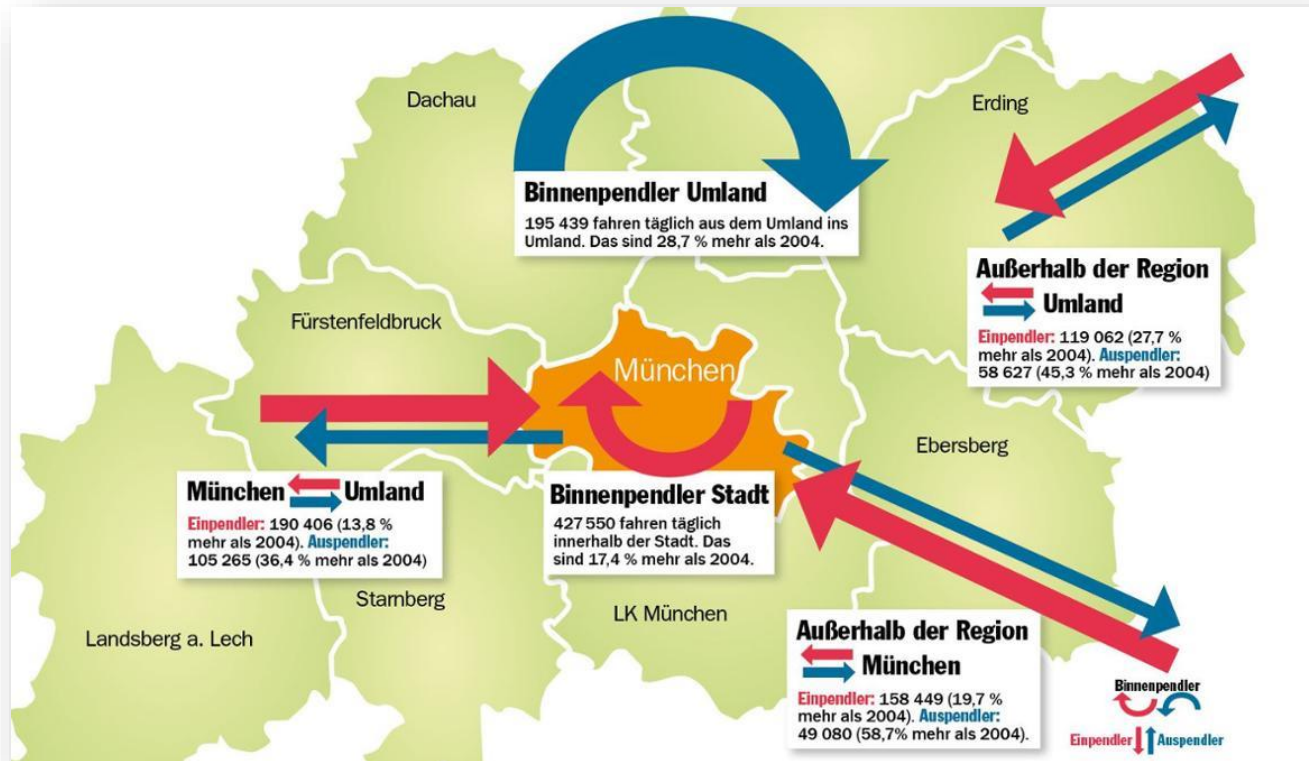 Dachau
Erding
Binnenpendler Umland
195 439 fahren täglich aus dem Umland ins
Umland. Das sind 28,7 % mehr als 2004.
Außerhalb der Region
Umland
Einpendler: 119 062 (27,7 %
mehr als 2004). Auspendler:
58 627 (45,3 % mehr als 2004)
Fürstenfeldbruck
München
Ebersberg
München Umland
Einpendler: 190 406 (13,8 %
mehr als 2004). Auspendler:
105 265 (36,4 % mehr als 2004)
Binnenpendler Stadt
427 550 fahren täglich
innerhalb der Stadt. Das
sind 17,4 % mehr als 2004.
Starnberg
LK München
Landsberg a. Lech
Außerhalb der Region
München
Einpendler: 158 449 (19,7 %
mehr als 2004). Auspendler:
49 080 (58,7% mehr als 2004).
Binnenpendler
Einpendler Auspendler